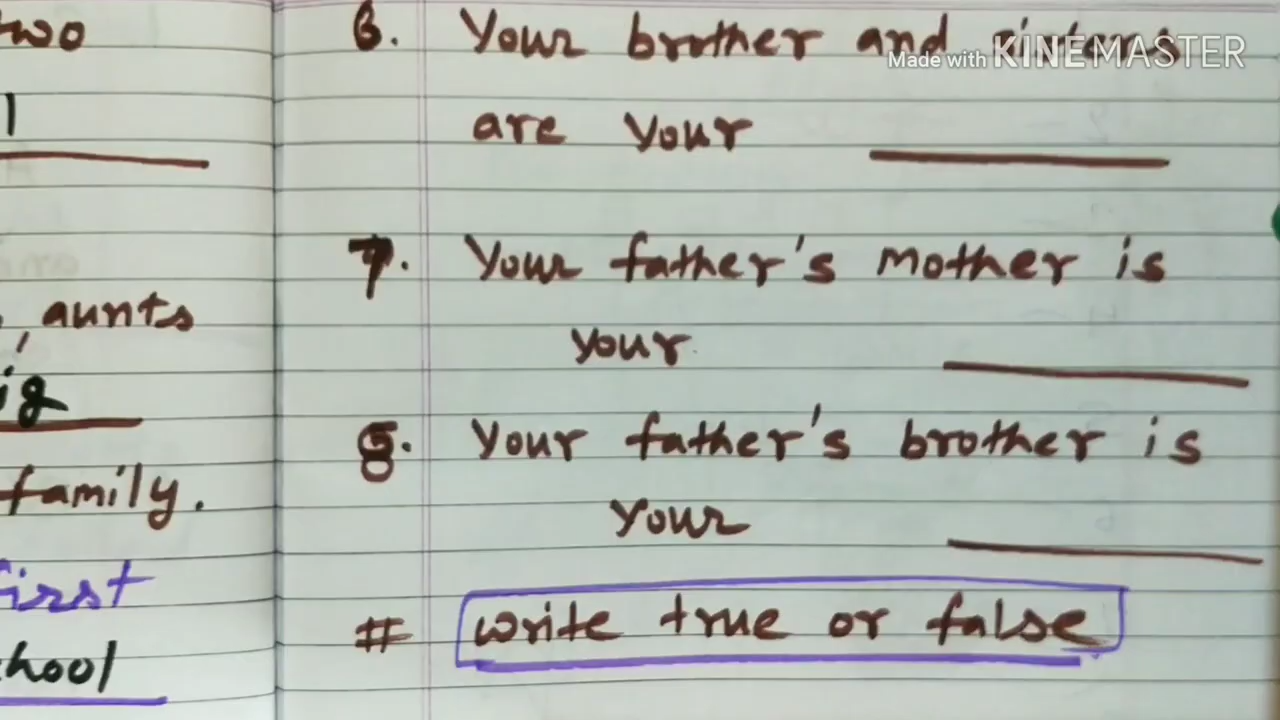 two
l
, aunts
ig
family.
first
hool
6. Your brother and sisters
are your
7. Your father's mother is
your
8. Your father's brother is
your
# write true or false
Made with KINEMASTER